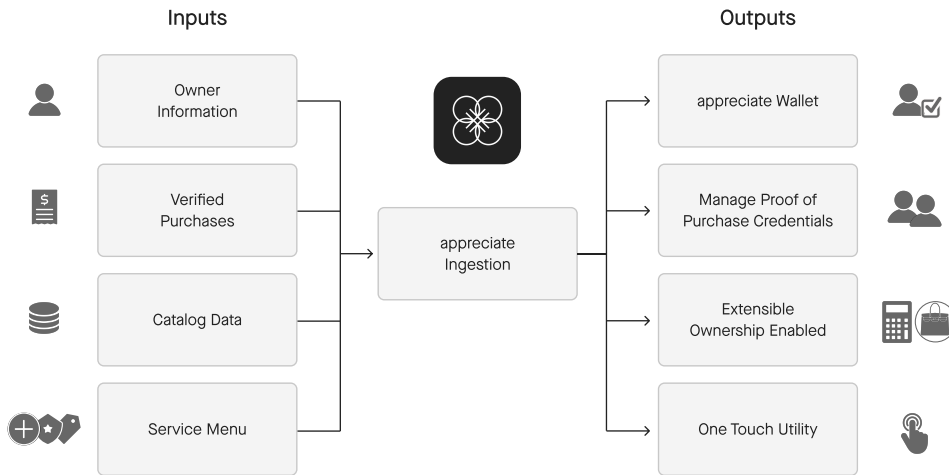 Inputs
Outputs
Owner
Information
Verified
Purchases
Catalog Data
Service Menu
appreciate
Ingestion
appreciate Wallet
Manage Proof of
Purchase Credentials
Extensible
Ownership Enabled
One Touch Utility
$